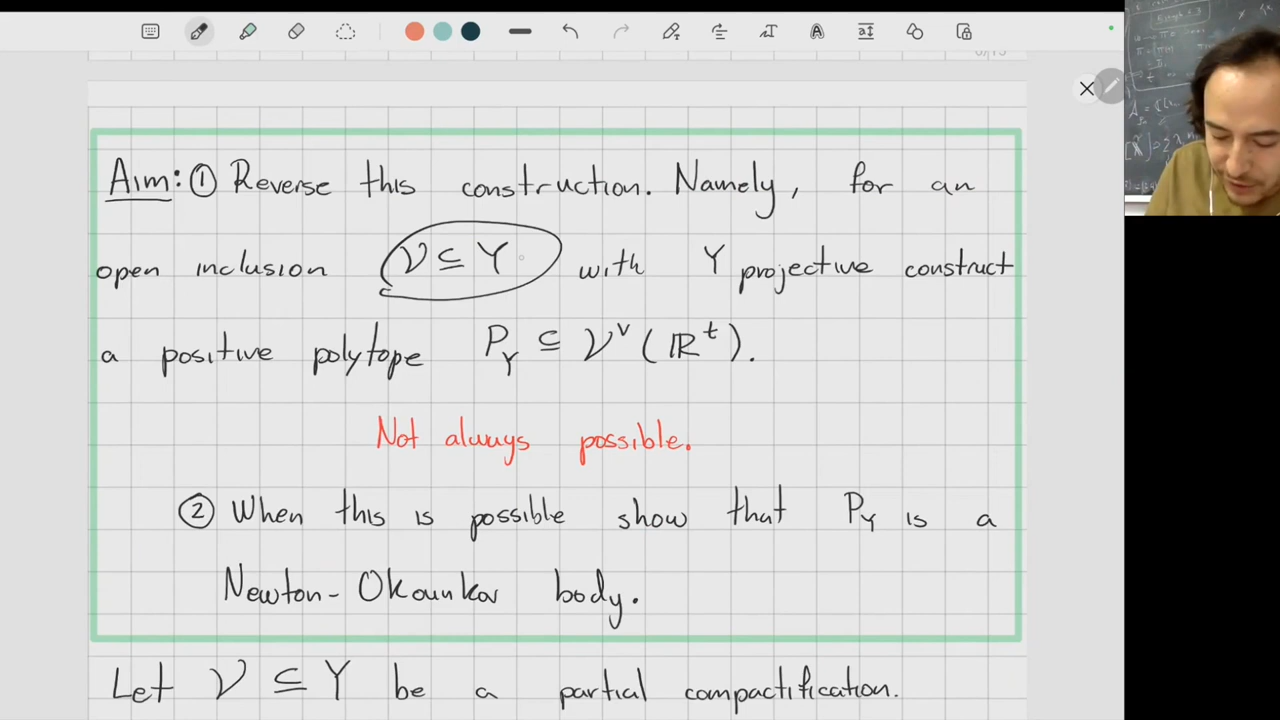 Aim: ① Reverse this construction. Namely, for an
open inclusion 𝒱 ⊆ Y with Y projective construct
a positive polytope P_Y ⊆ 𝒱^∨(ℝ^t).
Not always possible.
② When this is possible show that P_Y is a
Newton-Okounkov body.
Let 𝒱 ⊆ Y be a partial compactification.